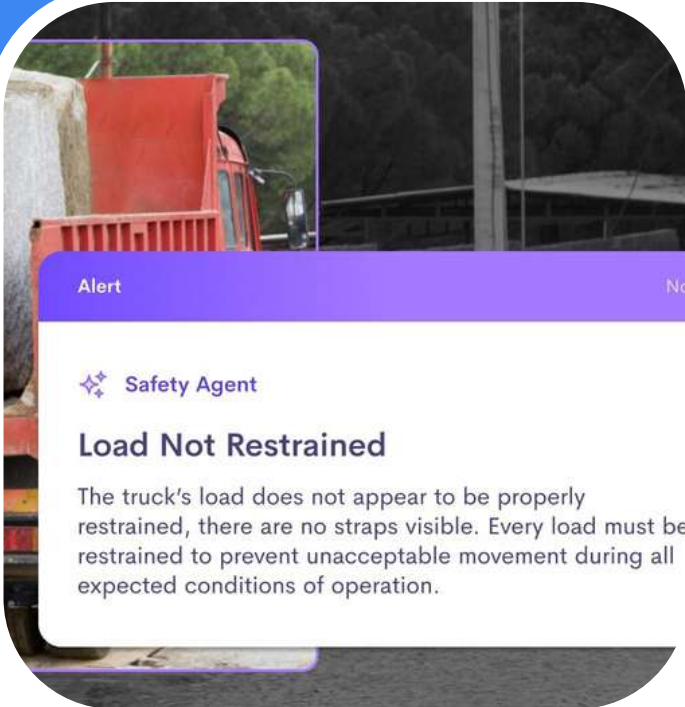 Alert
Safety Agent
Load Not Restrained
The truck's load does not appear to be properly
restrained, there are no straps visible. Every load must be
restrained to prevent unacceptable movement during all
expected conditions of operation.